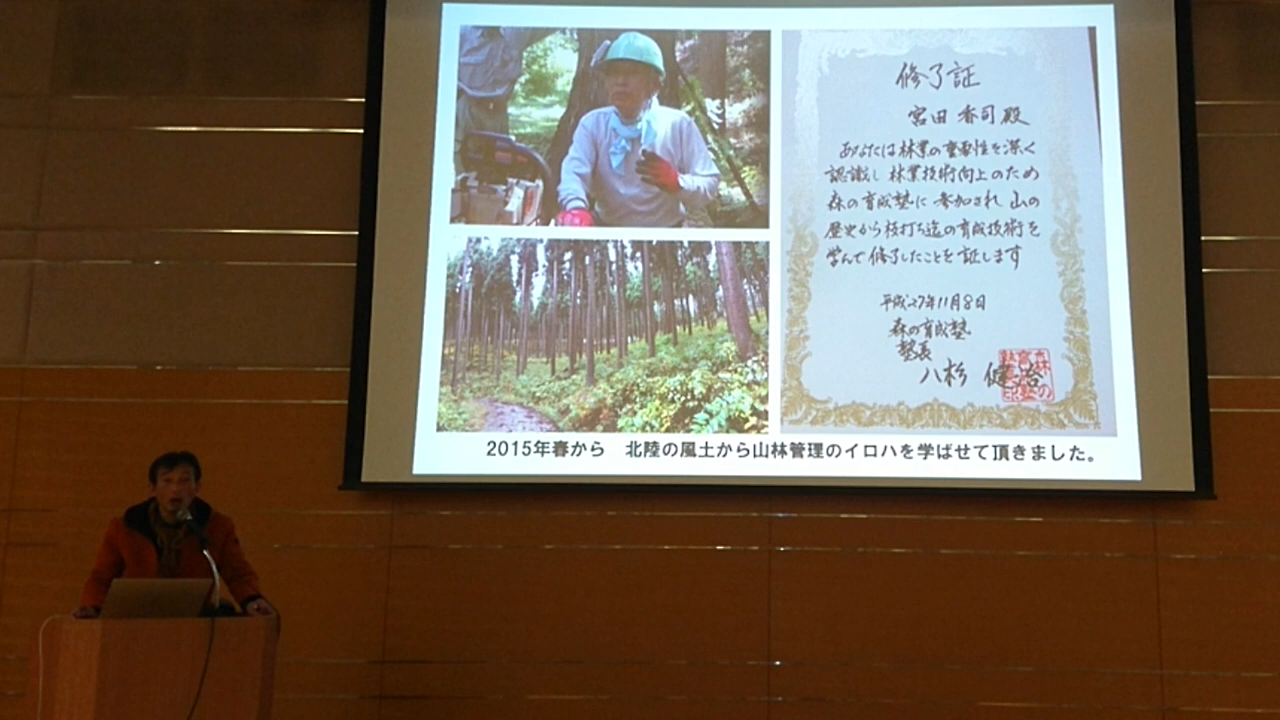 修了証
宮田 香司 殿
あなたは林業の重要性を深く
認識し 林業技術向上のため
森の育成塾に 参加され 山の
歴史から枝打ち迄の育成技術を
学んで 修了したことを 証します
平成27年11月8日
森の育成塾
塾長
八杉 健治
2015年春から 北陸の風土から山林管理のイロハを学ばせて頂きました。